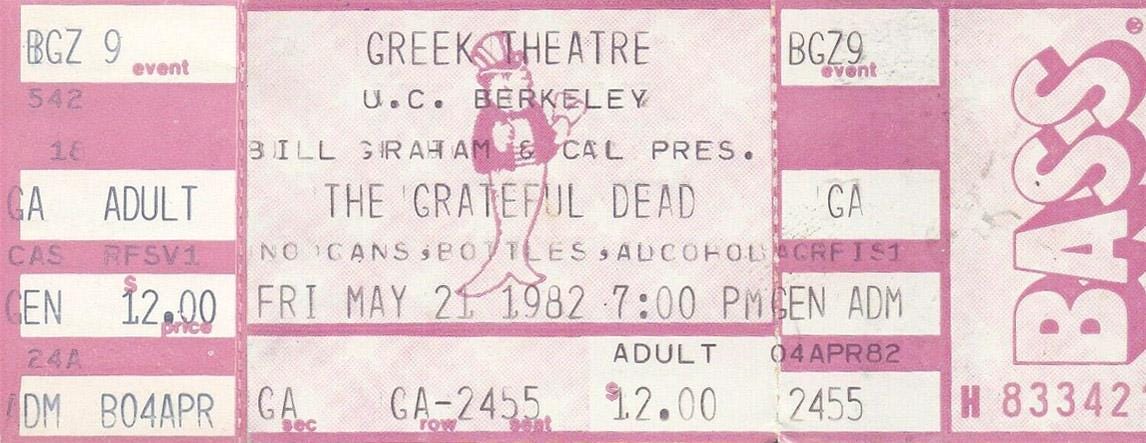 BGZ 9
event
542
GA ADULT
CAS RFSV1
GEN $ 12.00
price
24A
ADM B04APR
GREEK THEATRE
U.C. BERKELEY
BILL GRAHAM & CAL PRES.
THE GRATEFUL DEAD
NO CANS,BOTTLES,ALCOHOL
FRI MAY 21 1982 7:00 PM
ADULT
GA GA-2455 $12.00
sec row seat
BGZ9
event
GA
GEN ADM
04APR82
2455
BASS
H 83342